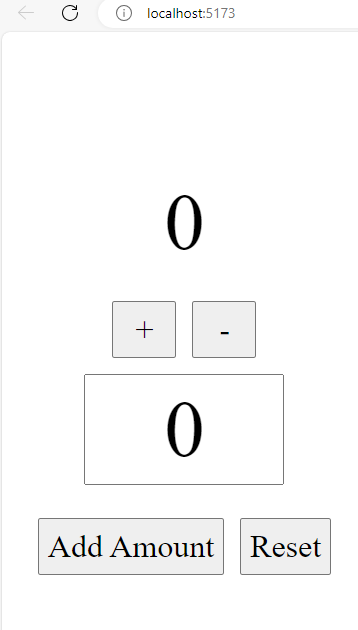 localhost:5173
0
+ -
0
Add Amount Reset